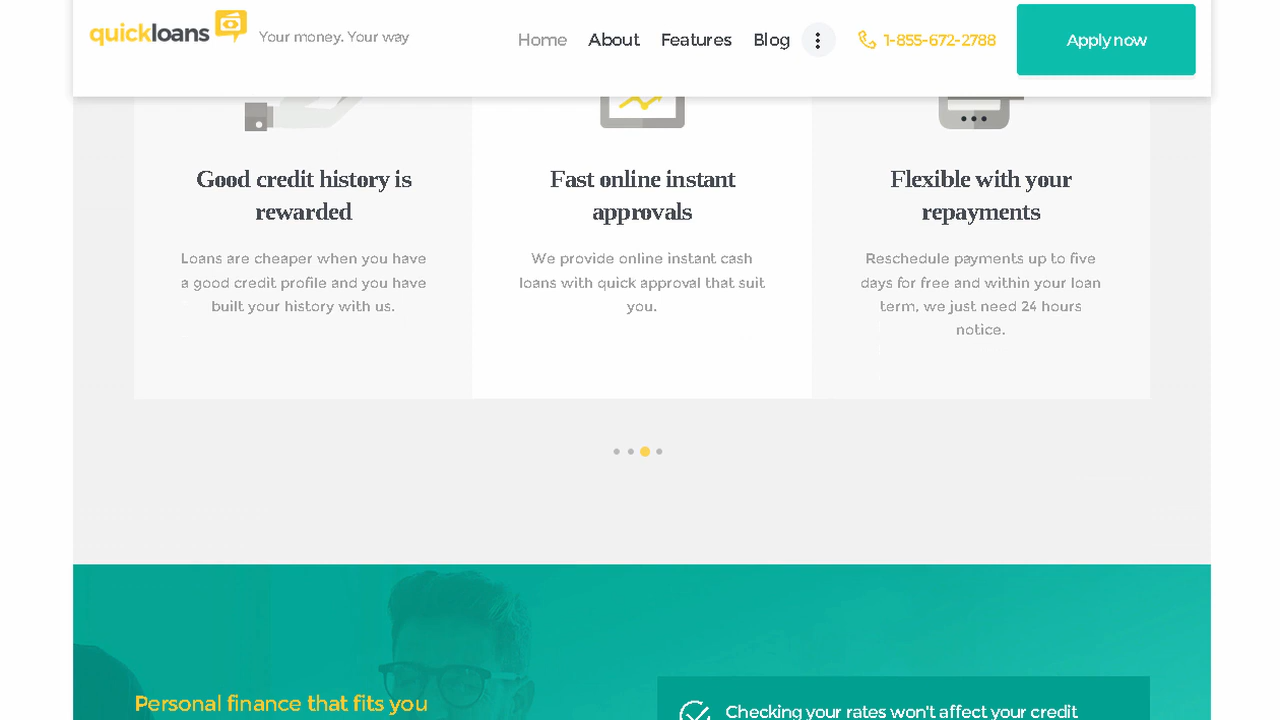 quickloans
Your money. Your way
Home About Features Blog 1-855-672-2788 Apply now
Good credit history is
rewarded
Loans are cheaper when you have
a good credit profile and you have
built your history with us.
Fast online instant
approvals
We provide online instant cash
loans with quick approval that suit
you.
Flexible with your
repayments
Reschedule payments up to five
days for free and within your loan
term, we just need 24 hours
notice.
Personal finance that fits you
Checking your rates won't affect your credit